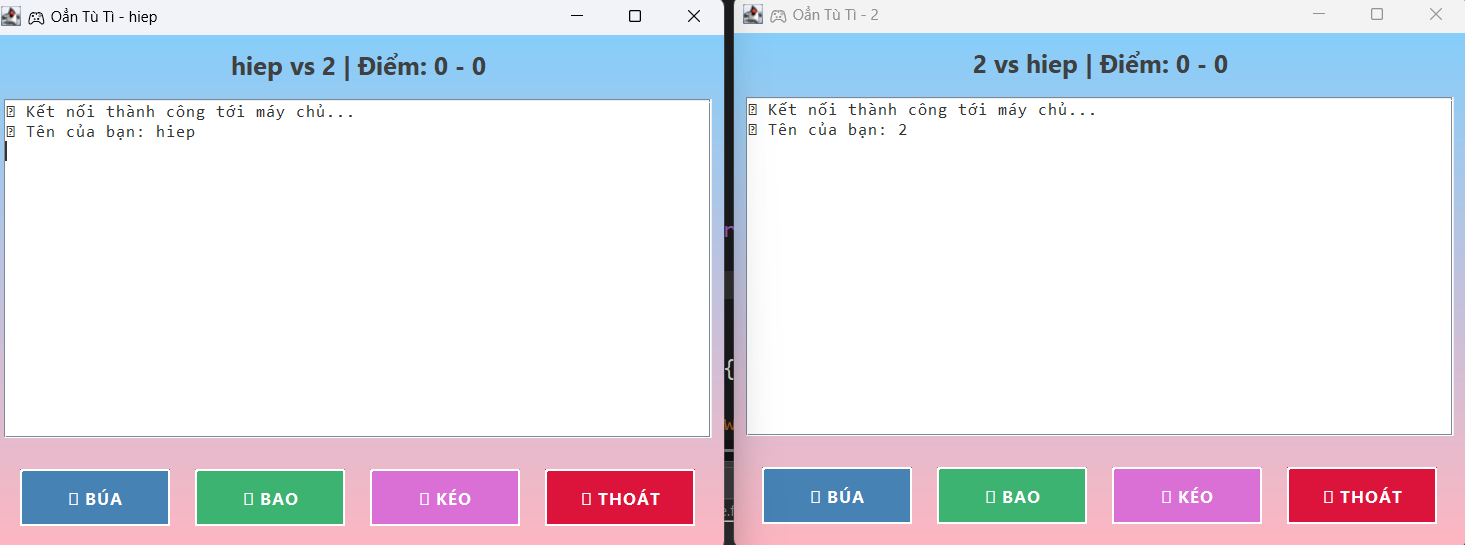 Oẳn Tù Tì - hiep
hiep vs 2 | Điểm: 0 - 0
Kết nối thành công tới máy chủ...
Tên của bạn: hiep
BÚA
BAO
KÉO
THOÁT
Oẳn Tù Tì - 2
2 vs hiep | Điểm: 0 - 0
Kết nối thành công tới máy chủ...
Tên của bạn: 2
BÚA
BAO
KÉO
THOÁT